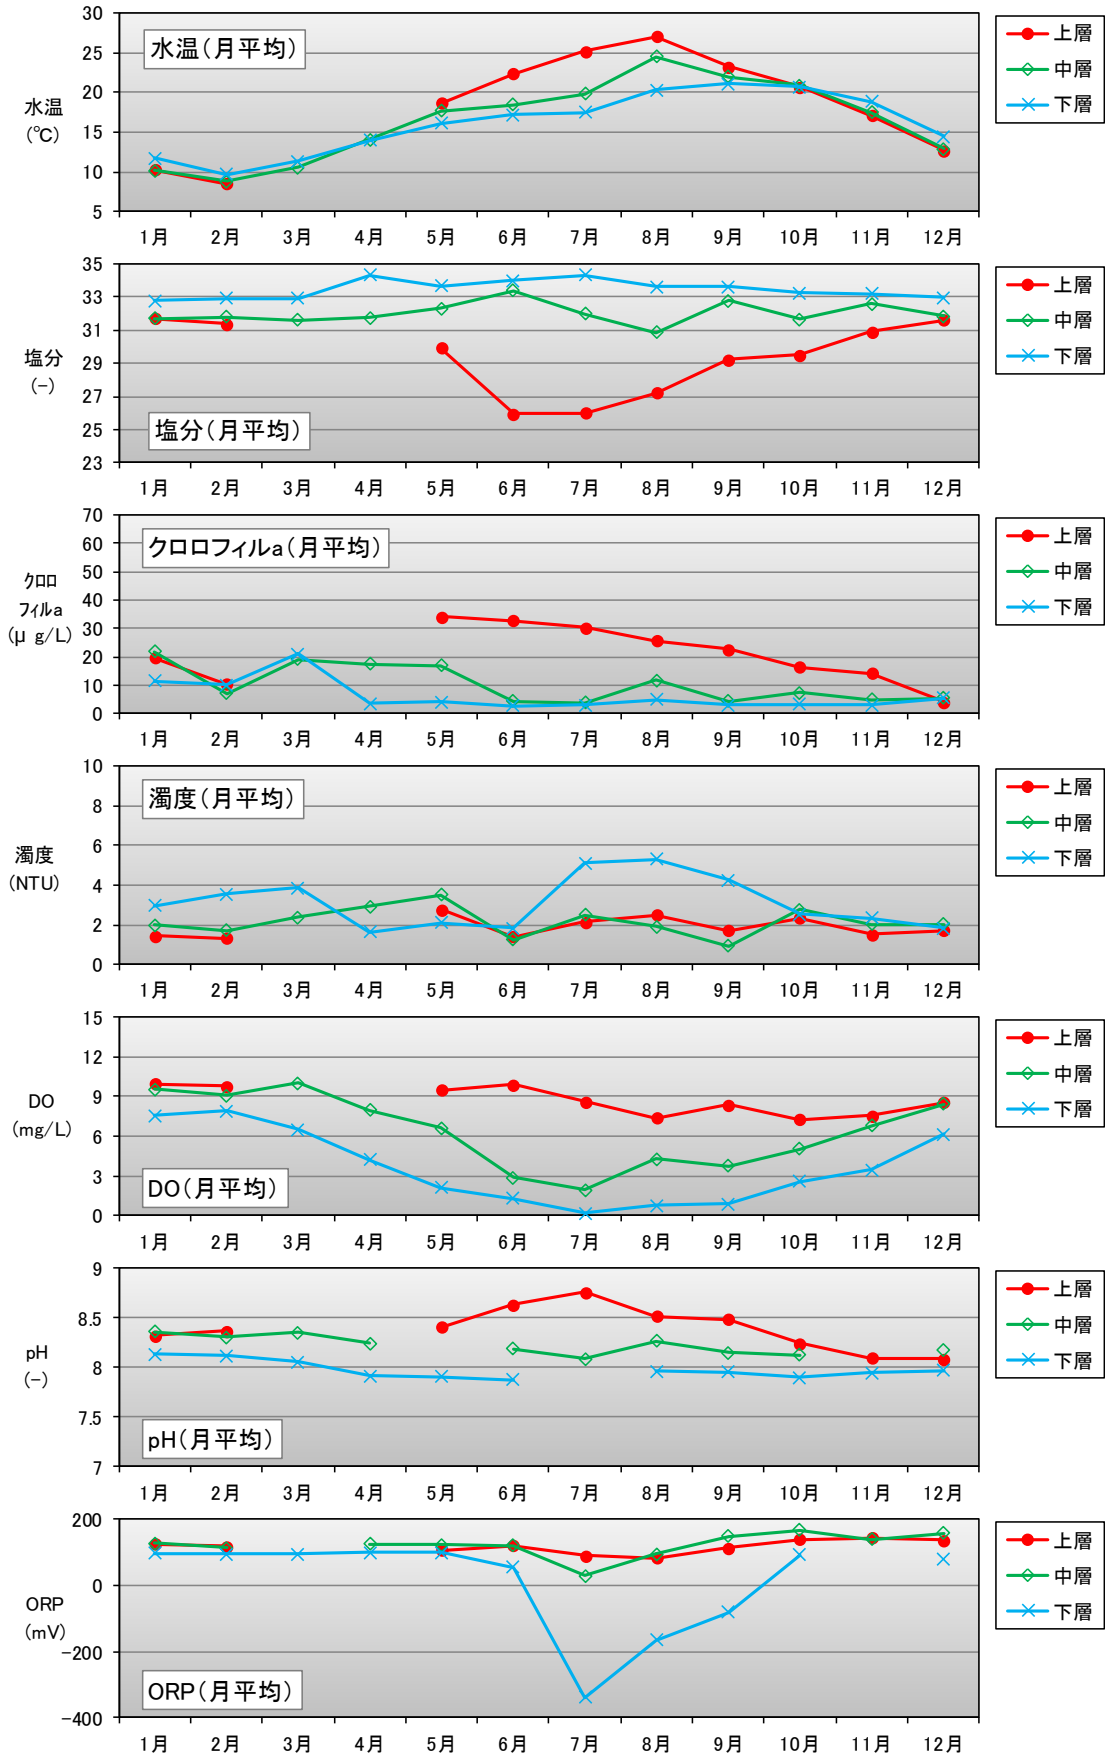 水温(月平均)
水温
(℃)
30
25
20
15
10
5
1月 2月 3月 4月 5月 6月 7月 8月 9月 10月 11月 12月
上層
中層
下層
塩分(月平均)
塩分
(-)
35
33
31
29
27
25
23
1月 2月 3月 4月 5月 6月 7月 8月 9月 10月 11月 12月
上層
中層
下層
クロロフィルa(月平均)
クロロ
フィルa
(μ g/L)
70
60
50
40
30
20
10
0
1月 2月 3月 4月 5月 6月 7月 8月 9月 10月 11月 12月
上層
中層
下層
濁度(月平均)
濁度
(NTU)
10
8
6
4
2
0
1月 2月 3月 4月 5月 6月 7月 8月 9月 10月 11月 12月
上層
中層
下層
DO(月平均)
DO
(mg/L)
15
12
9
6
3
0
1月 2月 3月 4月 5月 6月 7月 8月 9月 10月 11月 12月
上層
中層
下層
pH(月平均)
pH
(-)
9
8.5
8
7.5
7
1月 2月 3月 4月 5月 6月 7月 8月 9月 10月 11月 12月
上層
中層
下層
ORP(月平均)
ORP
(mV)
200
0
-200
-400
1月 2月 3月 4月 5月 6月 7月 8月 9月 10月 11月 12月
上層
中層
下層